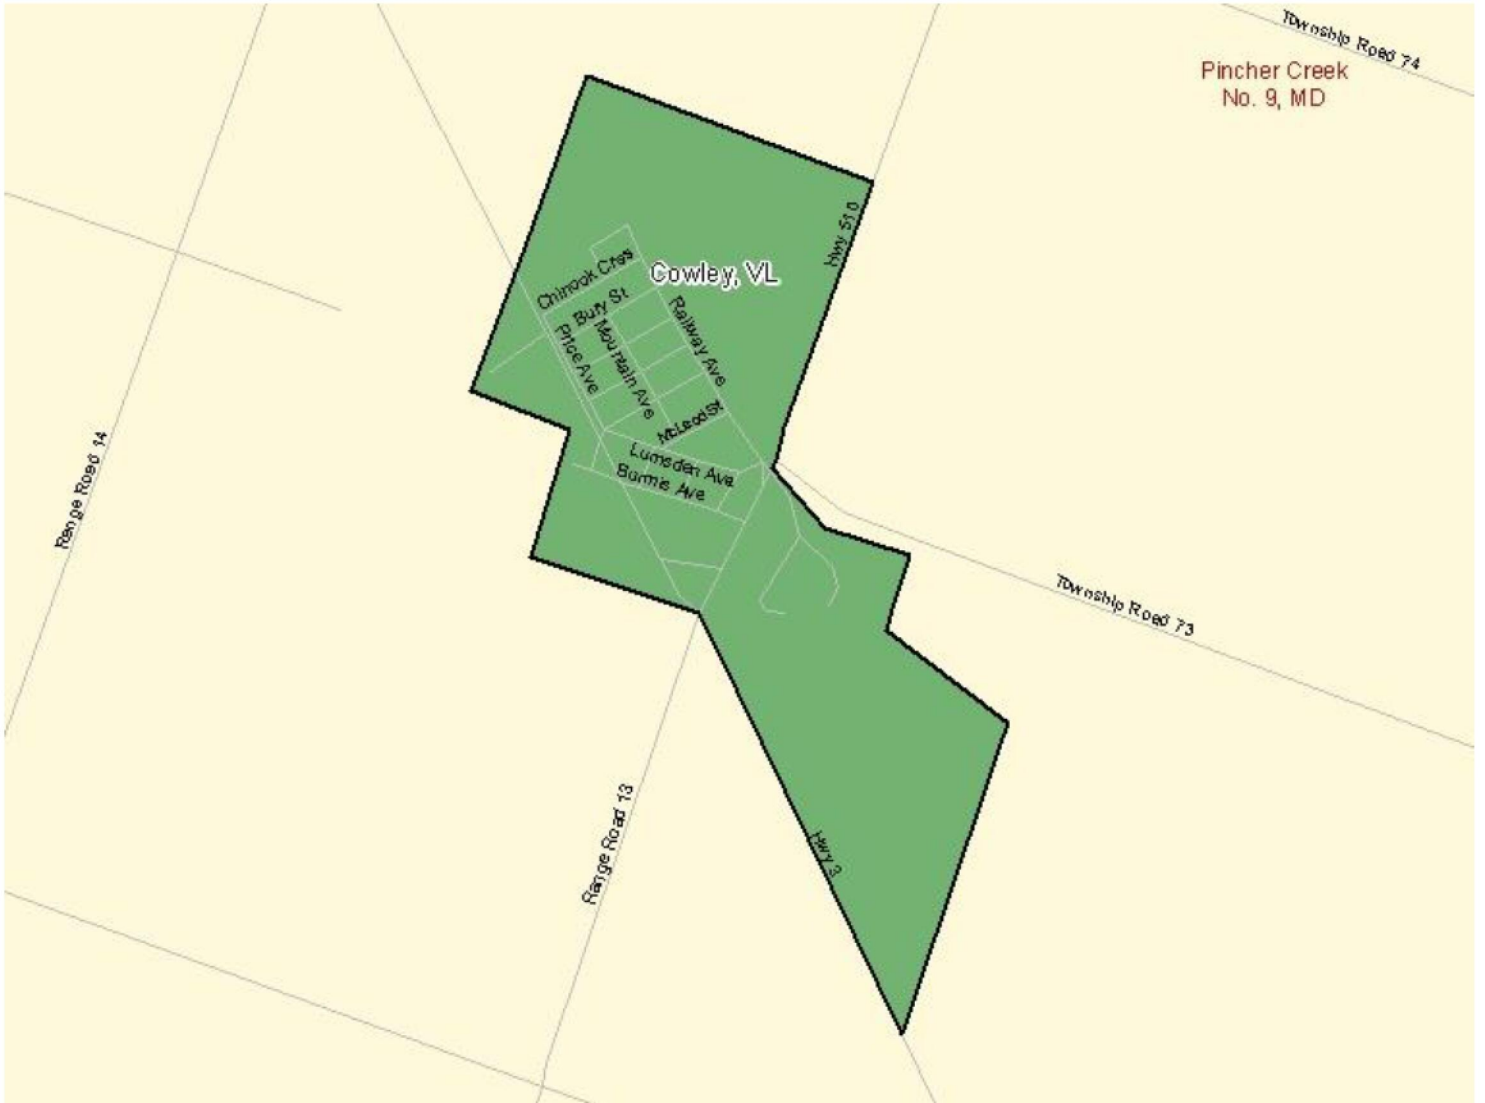 Township Road 74
Pincher Creek
No. 9, MD
Hwy 510
Cowley, VL
Chinook Cres
Bury St
Railway Ave
Price Ave
Mountain Ave
McLeod St
Lumsden Ave
Burmis Ave
Range Road 14
Township Road 73
Range Road 13
Hwy 3